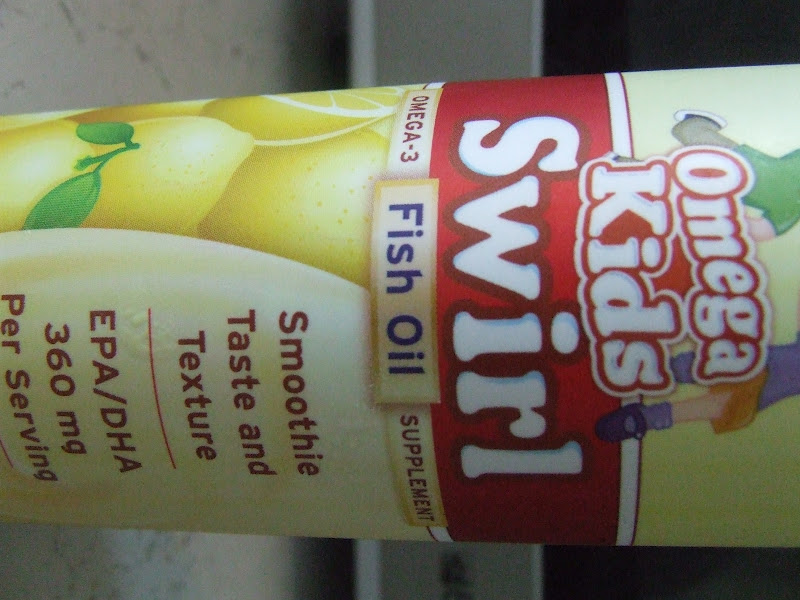 Omega
Kids
Swirl
OMEGA-3 Fish Oil SUPPLEMENT
Smoothie
Taste and
Texture
EPA/DHA
360 mg
Per Serving